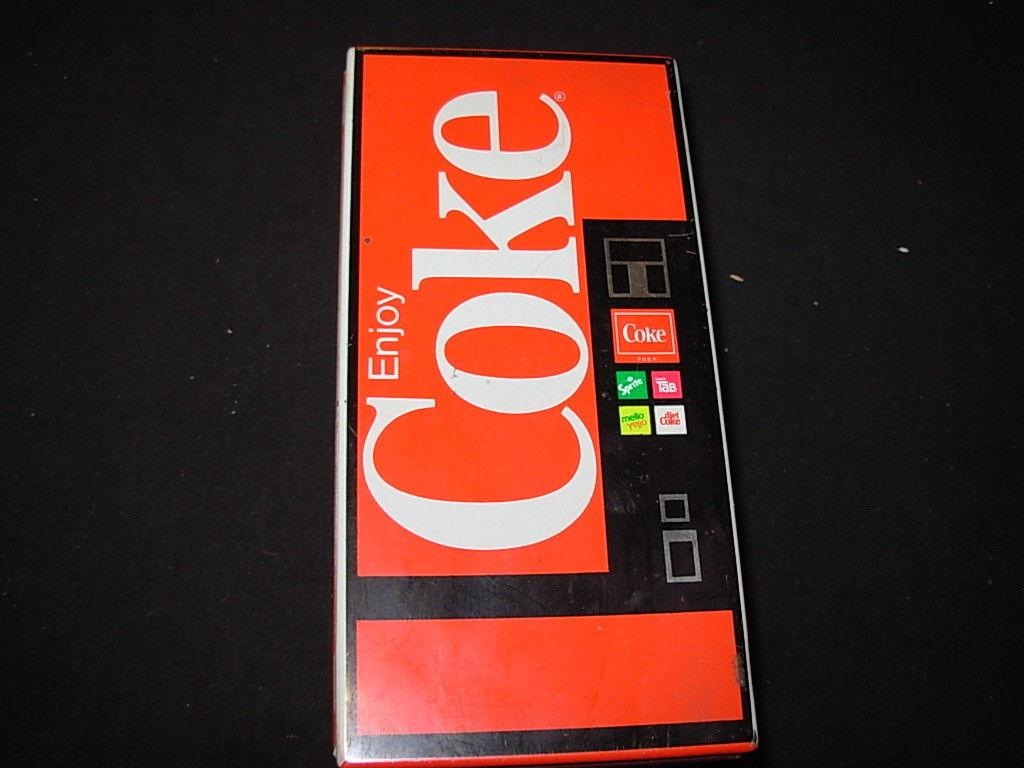 Enjoy
Coke®
Coke
PUSH
Sprite
TAB
mello
yello
diet
Coke